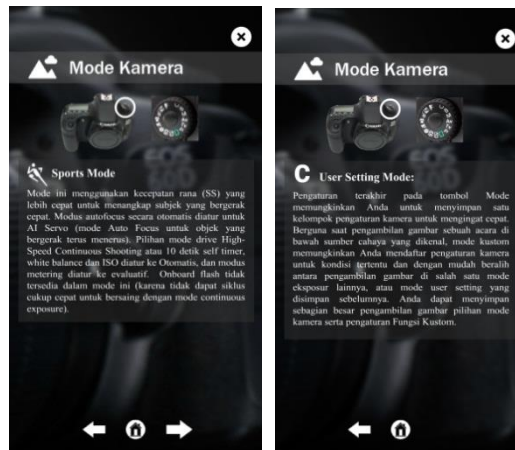 Mode Kamera
Sports Mode
Mode ini menggunakan kecepatan rana (SS) yang
lebih cepat untuk menangkap subjek yang bergerak
cepat. Modus autofocus secara otomatis diatur untuk
AI Servo (mode Auto Focus untuk objek yang
bergerak terus menerus). Pilihan mode drive High-
Speed Continuous Shooting atau 10 detik self timer,
white balance dan ISO diatur ke Otomatis, dan modus
metering diatur ke evaluatif. Onboard flash tidak
tersedia dalam mode ini (karena tidak dapat siklus
cukup cepat untuk bersaing dengan mode continuous
exposure).
Mode Kamera
C User Setting Mode:
Pengaturan terakhir pada tombol Mode
memungkinkan Anda untuk menyimpan satu
kelompok pengaturan kamera untuk mengingat cepat.
Berguna saat pengambilan gambar sebuah acara di
bawah sumber cahaya yang dikenal, mode kustom
memungkinkan Anda mendaftar pengaturan kamera
untuk kondisi tertentu dan dengan mudah beralih
antara pengambilan gambar di salah satu mode
eksposur lainnya, atau mode user setting yang
disimpan sebelumnya. Anda dapat menyimpan
sebagian besar pengambilan gambar pilihan mode
kamera serta pengaturan Fungsi Kustom.